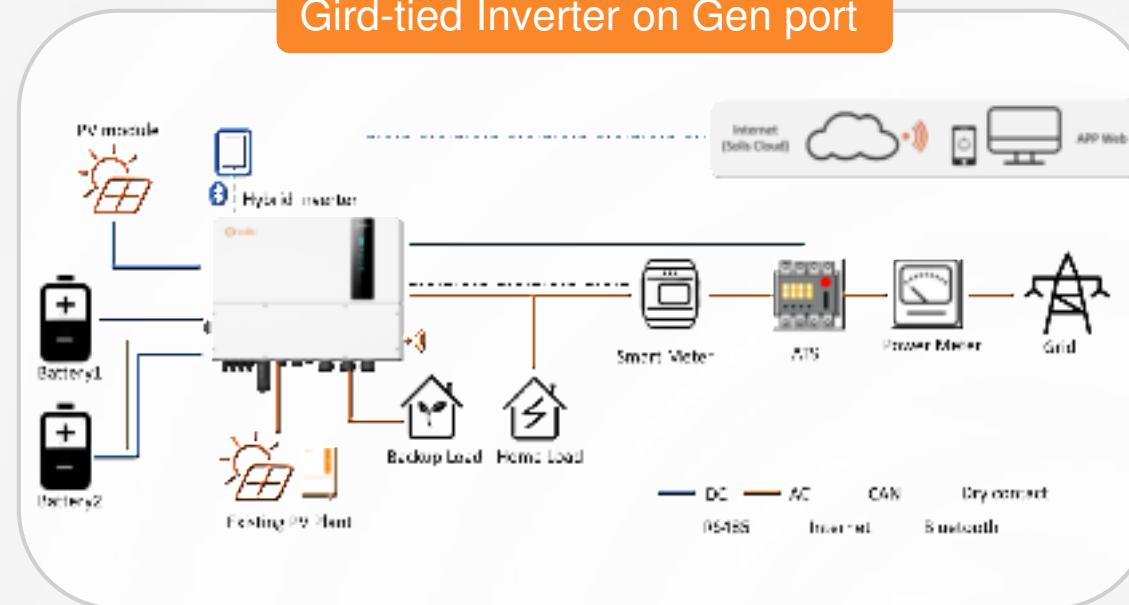 Gird-tied Inverter on Gen port
PV module
Internet
(Solis Cloud)
APP Web
Hybrid Inverter
Smart Meter
ATS
Power Meter
Grid
Battery1
Backup Load
Home Load
Battery2
Existing PV Plant
DC
AC
CAN
Dry contact
RS485
Internet
Bluetooth